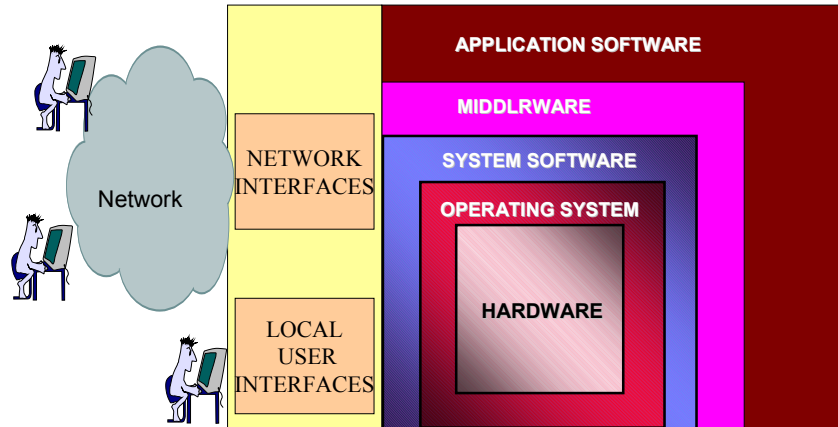 APPLICATION SOFTWARE
MIDDLRWARE
NETWORK
INTERFACES
SYSTEM SOFTWARE
Network
OPERATING SYSTEM
HARDWARE
LOCAL
USER
INTERFACES